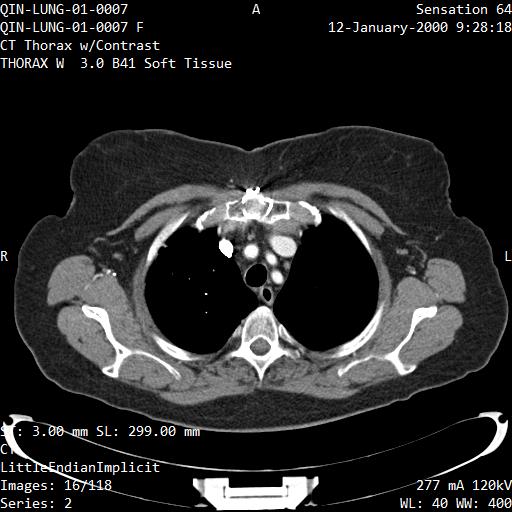 QIN-LUNG-01-0007
A
Sensation 64
QIN-LUNG-01-0007 F
12-January-2000 9:28:18
CT Thorax w/Contrast
THORAX W 3.0 B41 Soft Tissue
R
L
ST: 3.00 mm SL: 299.00 mm
CT
LittleEndianImplicit
Images: 16/118
277 mA 120kV
Series: 2
WL: 40 WW: 400